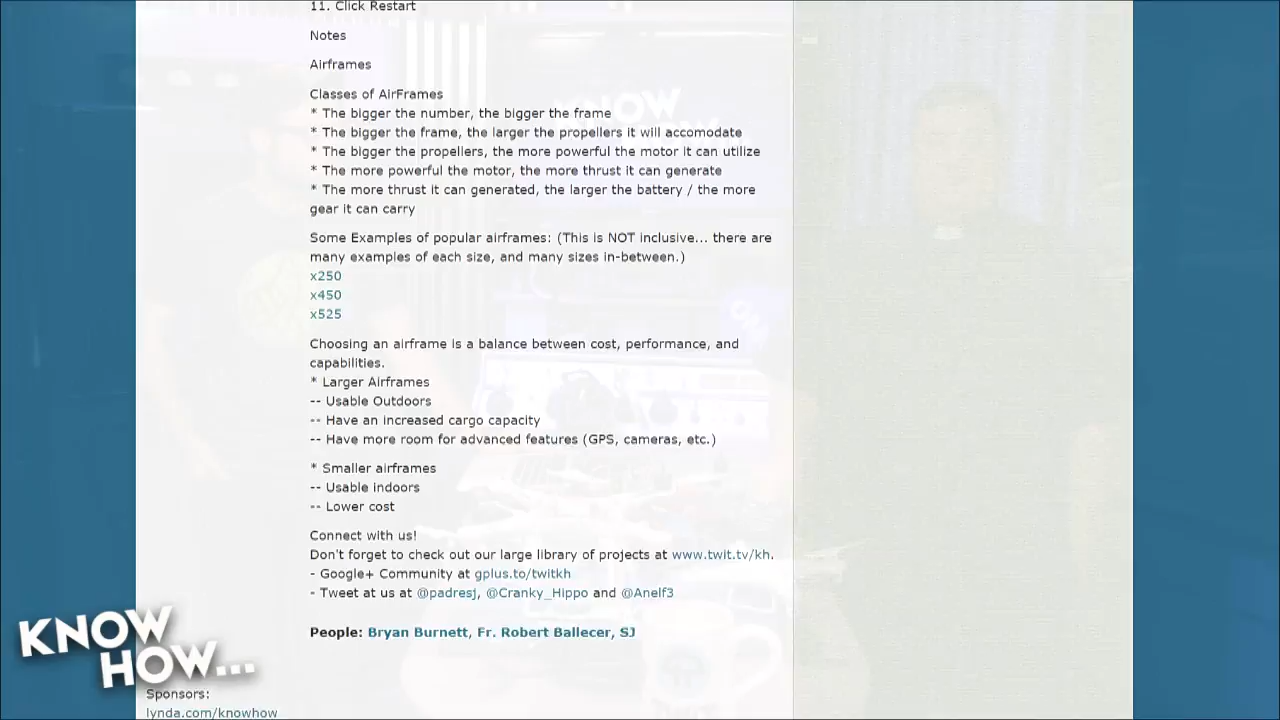 11. Click Restart
Notes
Airframes
Classes of AirFrames
* The bigger the number, the bigger the frame
* The bigger the frame, the larger the propellers it will accomodate
* The bigger the propellers, the more powerful the motor it can utilize
* The more powerful the motor, the more thrust it can generate
* The more thrust it can generated, the larger the battery / the more
gear it can carry
Some Examples of popular airframes: (This is NOT inclusive... there are
many examples of each size, and many sizes in-between.)
x250
x450
x525
Choosing an airframe is a balance between cost, performance, and
capabilities.
* Larger Airframes
-- Usable Outdoors
-- Have an increased cargo capacity
-- Have more room for advanced features (GPS, cameras, etc.)
* Smaller airframes
-- Usable indoors
-- Lower cost
Connect with us!
Don't forget to check out our large library of projects at www.twit.tv/kh.
- Google+ Community at gplus.to/twitkh
- Tweet at us at @padresj, @Cranky_Hippo and @Anelf3
People: Bryan Burnett, Fr. Robert Ballecer, SJ
KNOW
HOW...
Sponsors:
lynda.com/knowhow